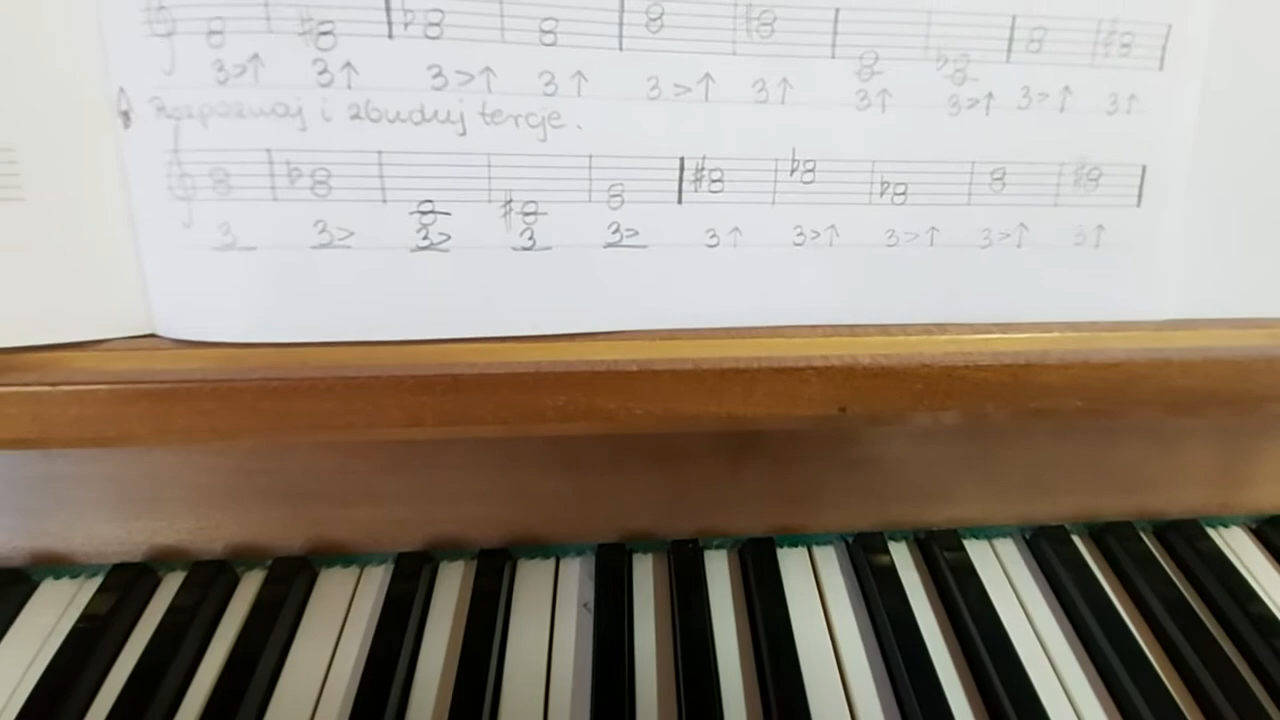 3>↑ 3↑ 3>↑ 3↑ 3>↑ 3↑ 3↑ 3>↑ 3>↑ 3↑
Rozpoznaj i zbuduj tercje.
3 3> 3> 3 3> 3↑ 3>↑ 3>↑ 3>↑ 3↑